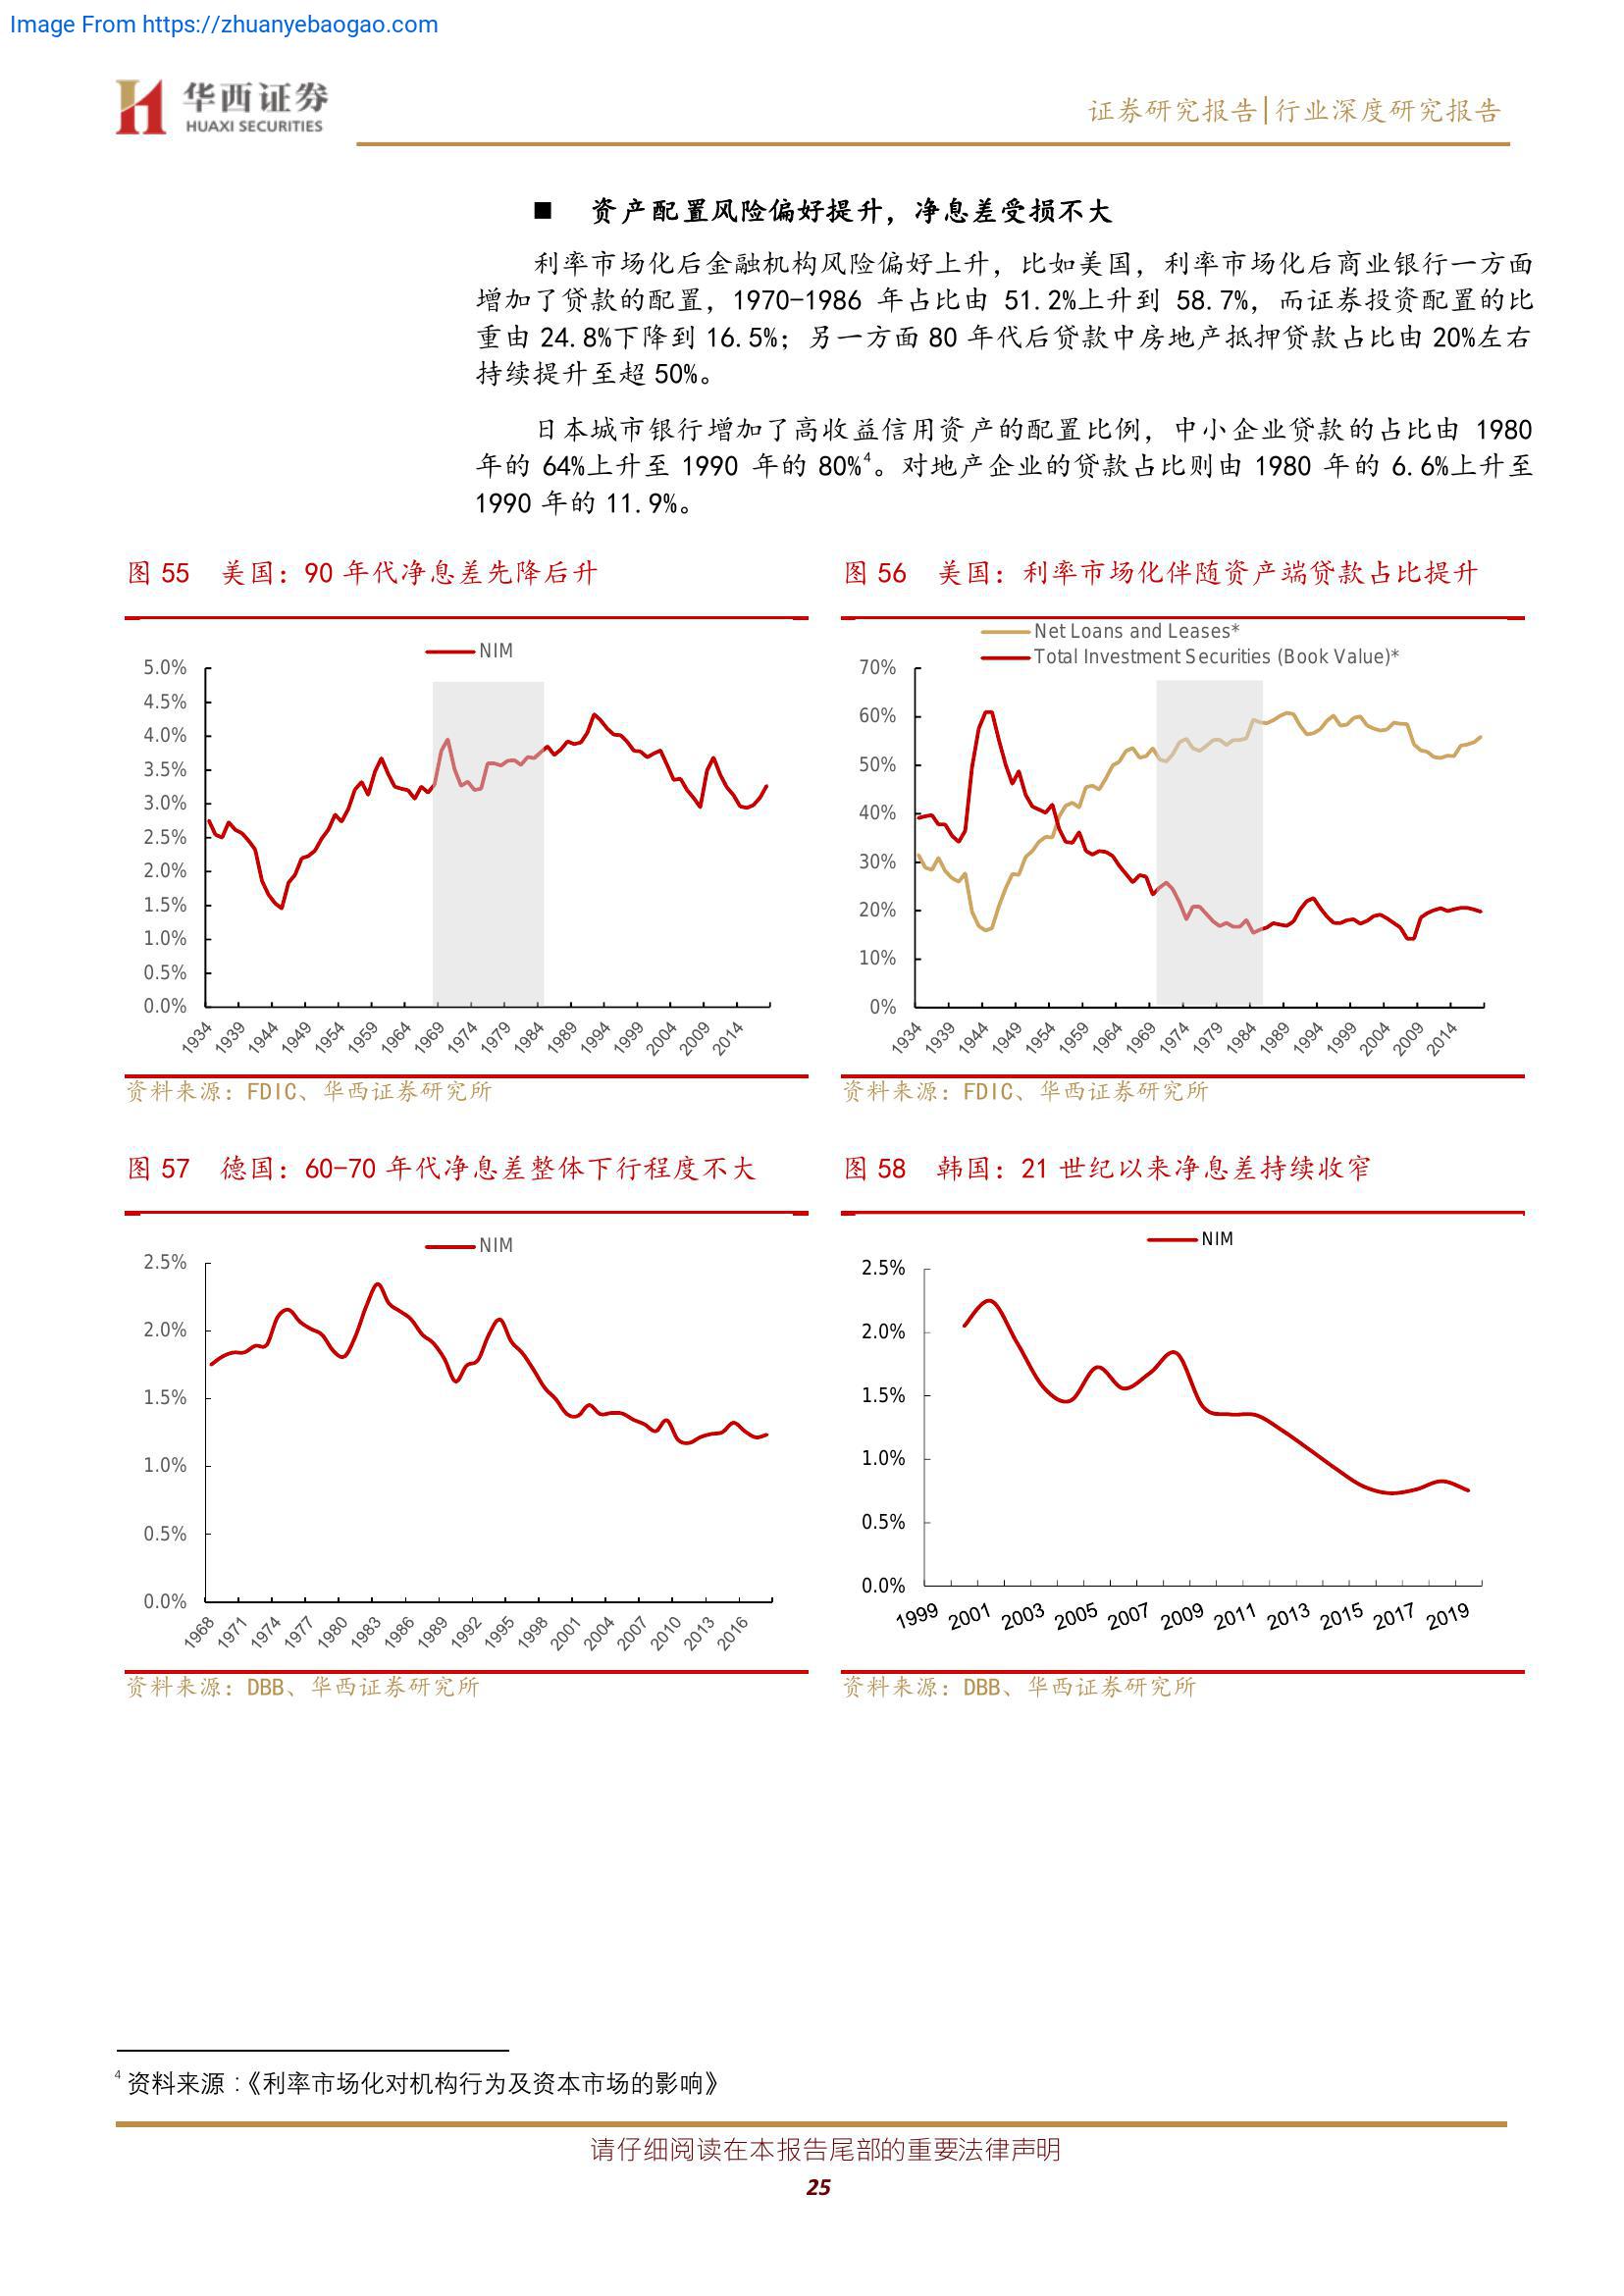 Image From https://zhuanyebaogao.com
华西证券
HUAXI SECURITIES
证券研究报告|行业深度研究报告
■ 资产配置风险偏好提升，净息差受损不大
利率市场化后金融机构风险偏好上升，比如美国，利率市场化后商业银行一方面
增加了贷款的配置，1970-1986 年占比由 51.2%上升到 58.7%，而证券投资配置的比
重由 24.8%下降到 16.5%；另一方面 80 年代后贷款中房地产抵押贷款占比由 20%左右
持续提升至超 50%。
日本城市银行增加了高收益信用资产的配置比例，中小企业贷款的占比由 1980
年的 64%上升至 1990 年的 80%4。对地产企业的贷款占比则由 1980 年的 6.6%上升至
1990 年的 11.9%。
图 55 美国：90 年代净息差先降后升
NIM
5.0%
4.5%
4.0%
3.5%
3.0%
2.5%
2.0%
1.5%
1.0%
0.5%
0.0%
1934 1939 1944 1949 1954 1959 1964 1969 1974 1979 1984 1989 1994 1999 2004 2009 2014
资料来源：FDIC、华西证券研究所
图 56 美国：利率市场化伴随资产端贷款占比提升
Net Loans and Leases*
Total Investment Securities (Book Value)*
70%
60%
50%
40%
30%
20%
10%
0%
1934 1939 1944 1949 1954 1959 1964 1969 1974 1979 1984 1989 1994 1999 2004 2009 2014
资料来源：FDIC、华西证券研究所
图 57 德国：60-70 年代净息差整体下行程度不大
NIM
2.5%
2.0%
1.5%
1.0%
0.5%
0.0%
1968 1971 1974 1977 1980 1983 1986 1989 1992 1995 1998 2001 2004 2007 2010 2013 2016
资料来源：DBB、华西证券研究所
图 58 韩国：21 世纪以来净息差持续收窄
NIM
2.5%
2.0%
1.5%
1.0%
0.5%
0.0%
1999 2001 2003 2005 2007 2009 2011 2013 2015 2017 2019
资料来源：DBB、华西证券研究所
4 资料来源：《利率市场化对机构行为及资本市场的影响》
请仔细阅读在本报告尾部的重要法律声明
25